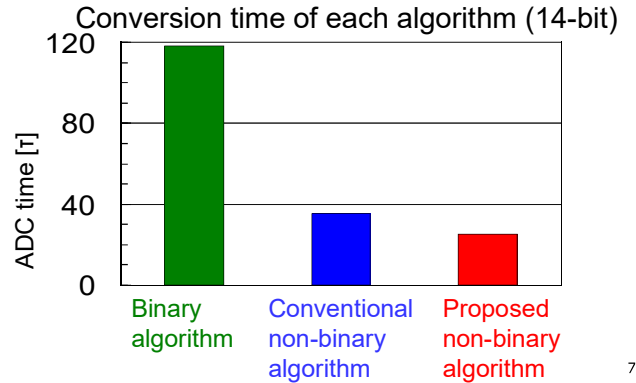 Conversion time of each algorithm (14-bit)
120
80
40
0
ADC time [τ]
Binary
algorithm
Conventional
non-binary
algorithm
Proposed
non-binary
algorithm
7